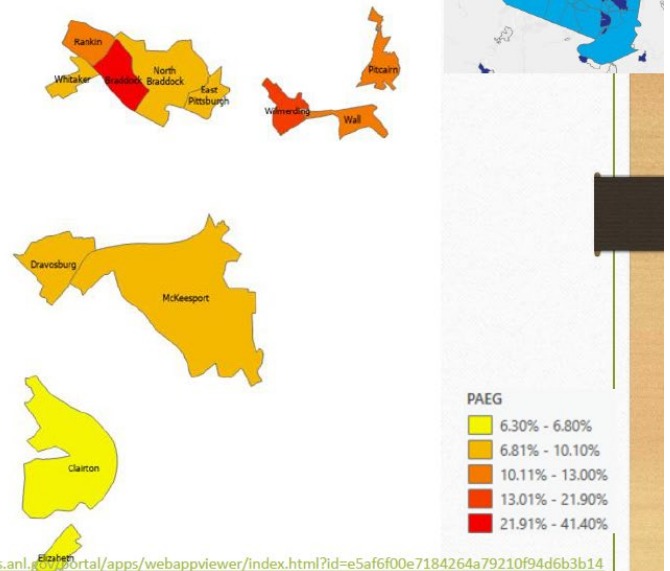 Rankin
Pitcairn
Whitaker
Braddock
North
Braddock
East
Pittsburgh
Wilmerding
Wall
Dravosburg
McKeesport
Clairton
Elizabeth
PAEG
6.30% - 6.80%
6.81% - 10.10%
10.11% - 13.00%
13.01% - 21.90%
21.91% - 41.40%
s.anl.gov/portal/apps/webappviewer/index.html?id=e5af6f00e7184264a79210f94d6b3b14